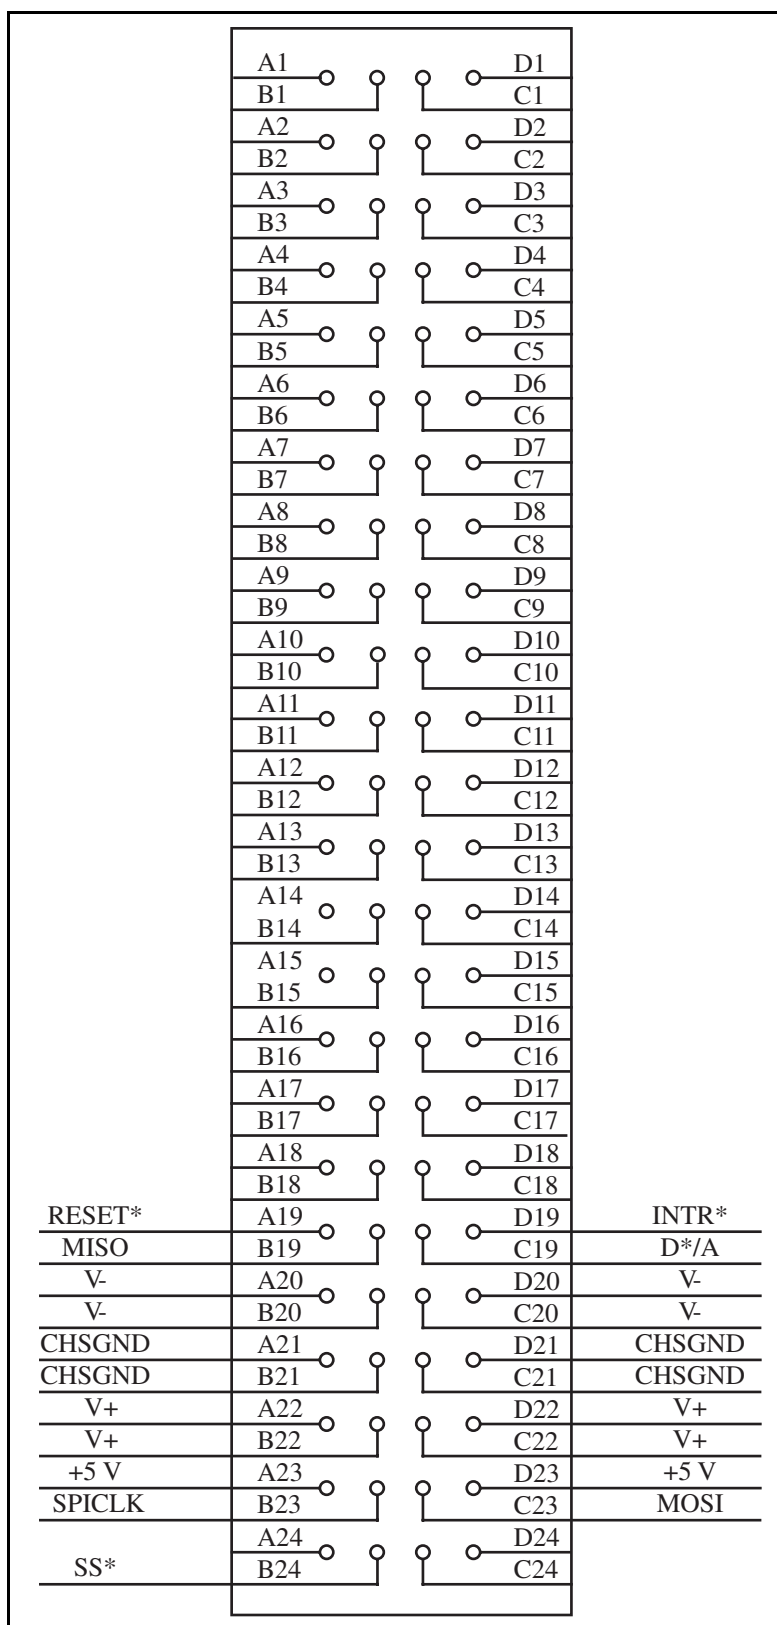 A1 D1
B1 C1
A2 D2
B2 C2
A3 D3
B3 C3
A4 D4
B4 C4
A5 D5
B5 C5
A6 D6
B6 C6
A7 D7
B7 C7
A8 D8
B8 C8
A9 D9
B9 C9
A10 D10
B10 C10
A11 D11
B11 C11
A12 D12
B12 C12
A13 D13
B13 C13
A14 D14
B14 C14
A15 D15
B15 C15
A16 D16
B16 C16
A17 D17
B17 C17
A18 D18
B18 C18
RESET* A19 D19 INTR*
MISO B19 C19 D*/A
V- A20 D20 V-
V- B20 C20 V-
CHSGND A21 D21 CHSGND
CHSGND B21 C21 CHSGND
V+ A22 D22 V+
V+ B22 C22 V+
+5 V A23 D23 +5 V
SPICLK B23 C23 MOSI
A24 D24
SS* B24 C24